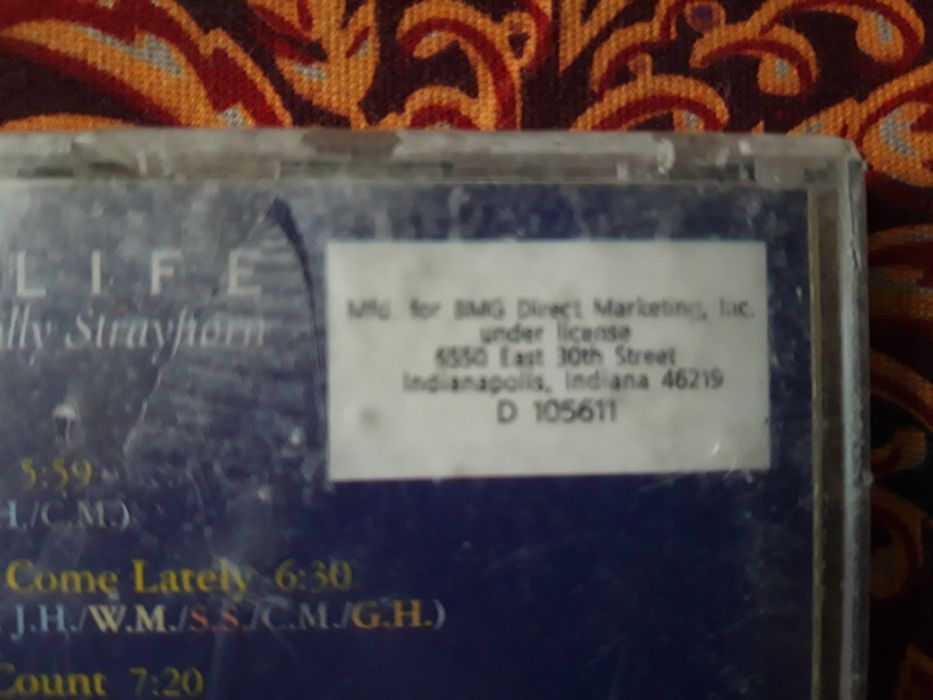 LIFE
lly Strayhorn
Mfd. for BMG Direct Marketing, Inc.
under license
6550 East 30th Street
Indianapolis, Indiana 46219
D 105611
5:59
H./C.M.)
Come Lately 6:30
J.H./W.M./S.S./C.M./G.H.)
Count 7:20